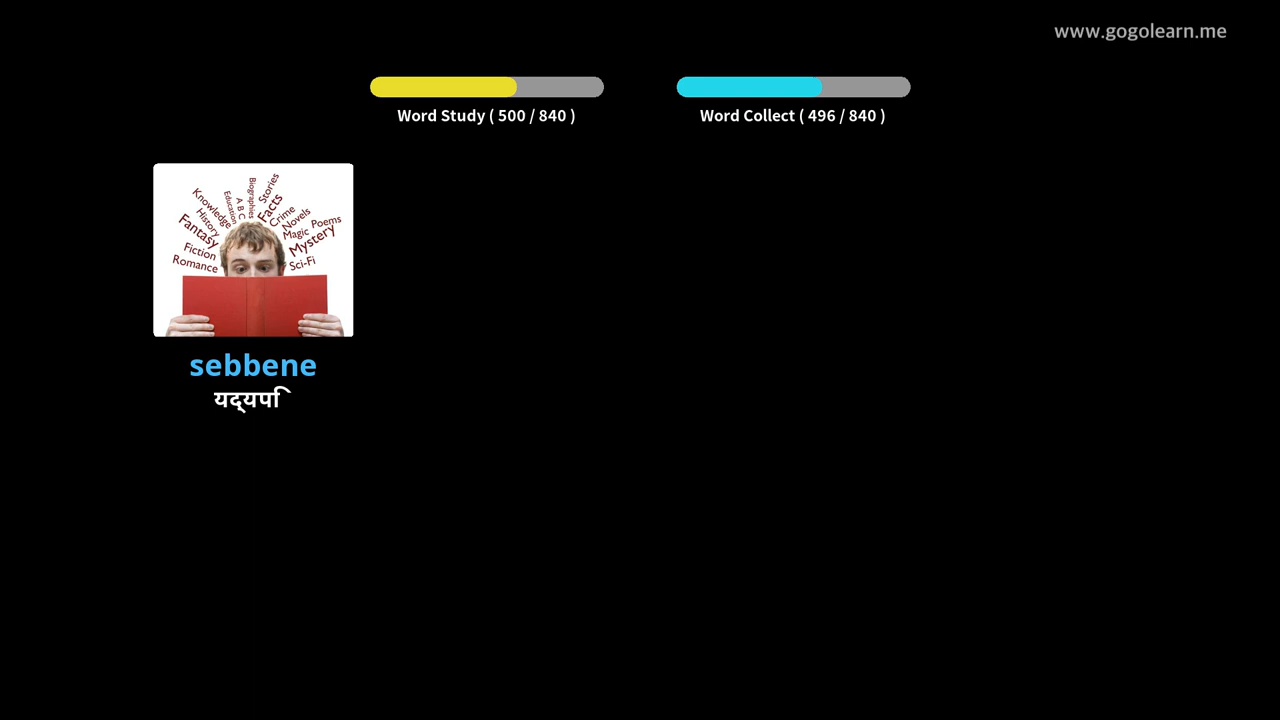 www.gogolearn.me
Word Study ( 500 / 840 )
Word Collect ( 496 / 840 )
Biographies
Stories
Knowledge
Education
A B C
Facts
Crime
History
Novels
Fantasy
Magic
Poems
Mystery
Fiction
Romance
Sci-Fi
sebbene
यद्यपि